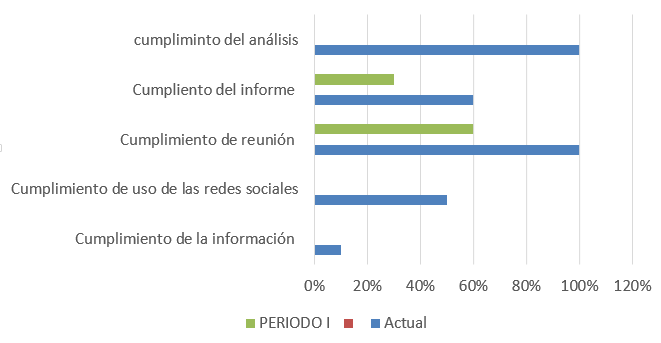 cumpliminto del análisis
Cumpliento del informe
Cumplimiento de reunión
Cumplimiento de uso de las redes sociales
Cumplimiento de la información
0% 20% 40% 60% 80% 100% 120%
PERIODO I Actual